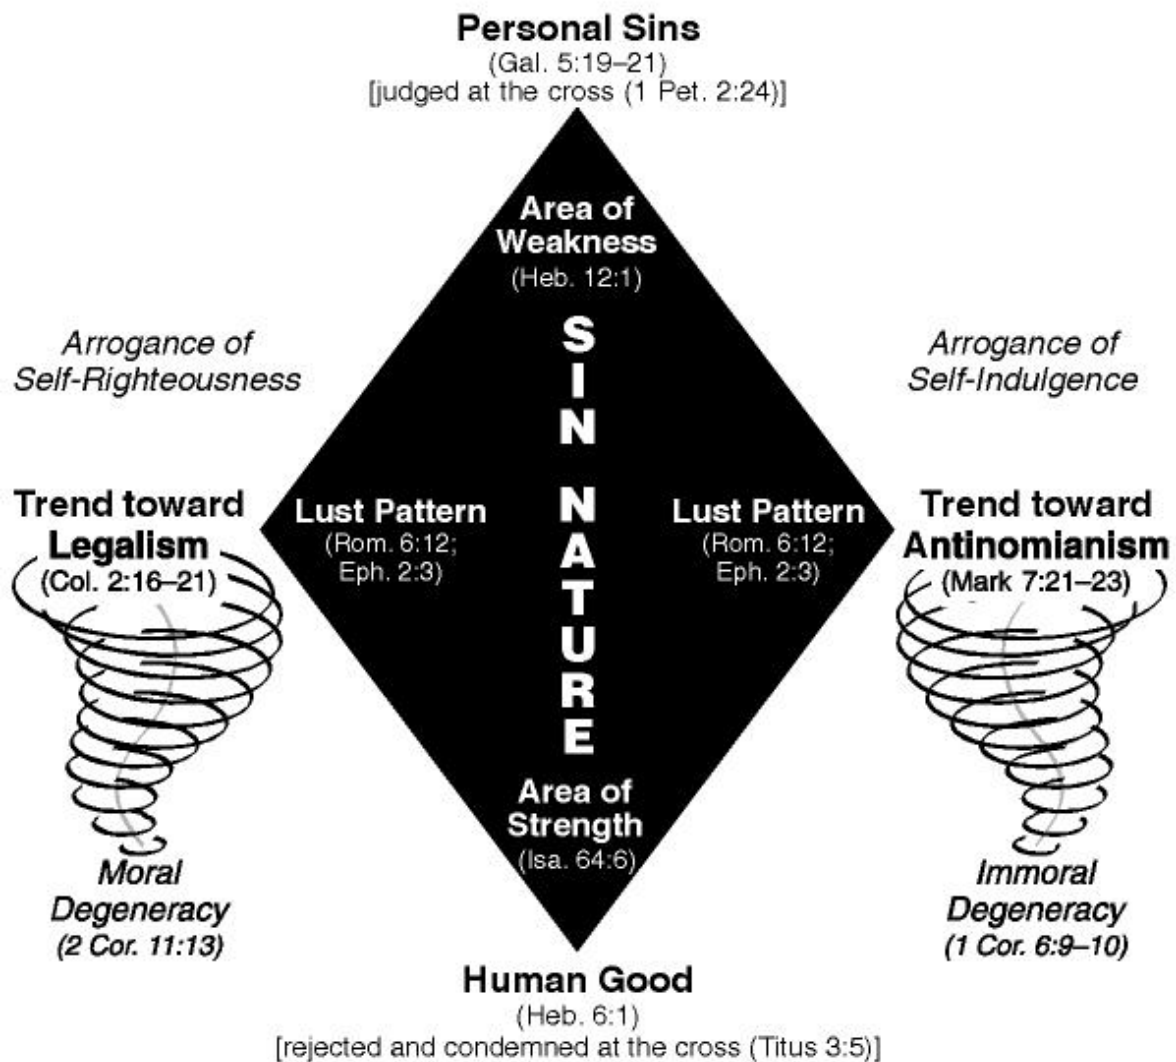 Personal Sins
(Gal. 5:19–21)
[judged at the cross (1 Pet. 2:24)]
Area of
Weakness
(Heb. 12:1)
SIN NATURE
Arrogance of
Self-Righteousness
Arrogance of
Self-Indulgence
Trend toward
Legalism
(Col. 2:16–21)
Lust Pattern
(Rom. 6:12;
Eph. 2:3)
Lust Pattern
(Rom. 6:12;
Eph. 2:3)
Trend toward
Antinomianism
(Mark 7:21–23)
Area of
Strength
(Isa. 64:6)
Moral
Degeneracy
(2 Cor. 11:13)
Immoral
Degeneracy
(1 Cor. 6:9–10)
Human Good
(Heb. 6:1)
[rejected and condemned at the cross (Titus 3:5)]